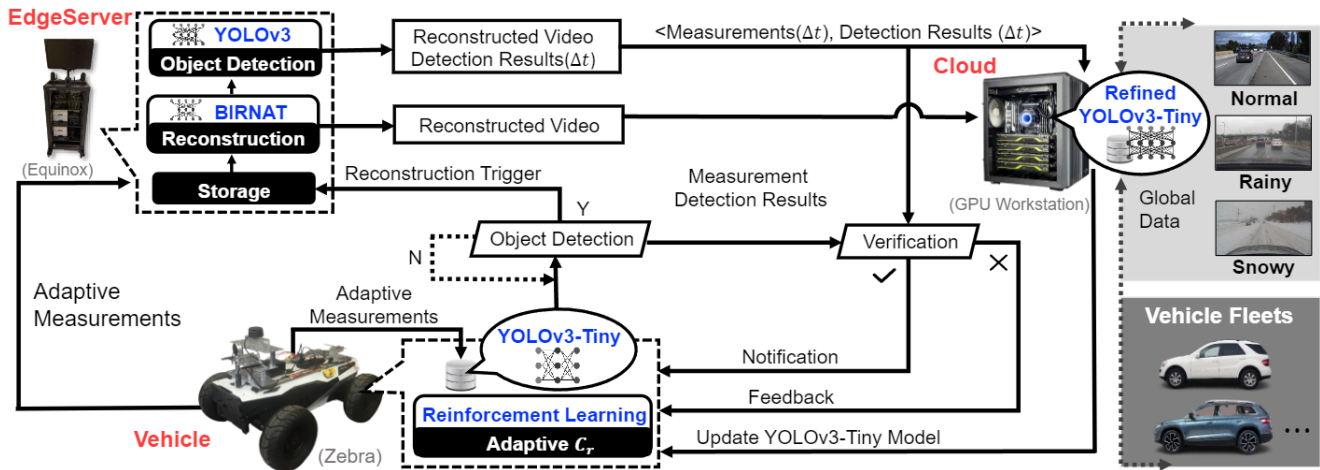 EdgeServer
(Equinox)
YOLOv3
Object Detection
BIRNAT
Reconstruction
Storage
Reconstructed Video
Detection Results(Δt)
<Measurements(Δt), Detection Results (Δt)>
Reconstructed Video
Cloud
(GPU Workstation)
Refined
YOLOv3-Tiny
Normal
Rainy
Snowy
Global
Data
Reconstruction Trigger
Y
Measurement
Detection Results
Object Detection
N
Verification
Adaptive
Measurements
Adaptive
Measurements
YOLOv3-Tiny
Vehicle
(Zebra)
Reinforcement Learning
Adaptive Cᵣ
Notification
Feedback
Update YOLOv3-Tiny Model
Vehicle Fleets
...